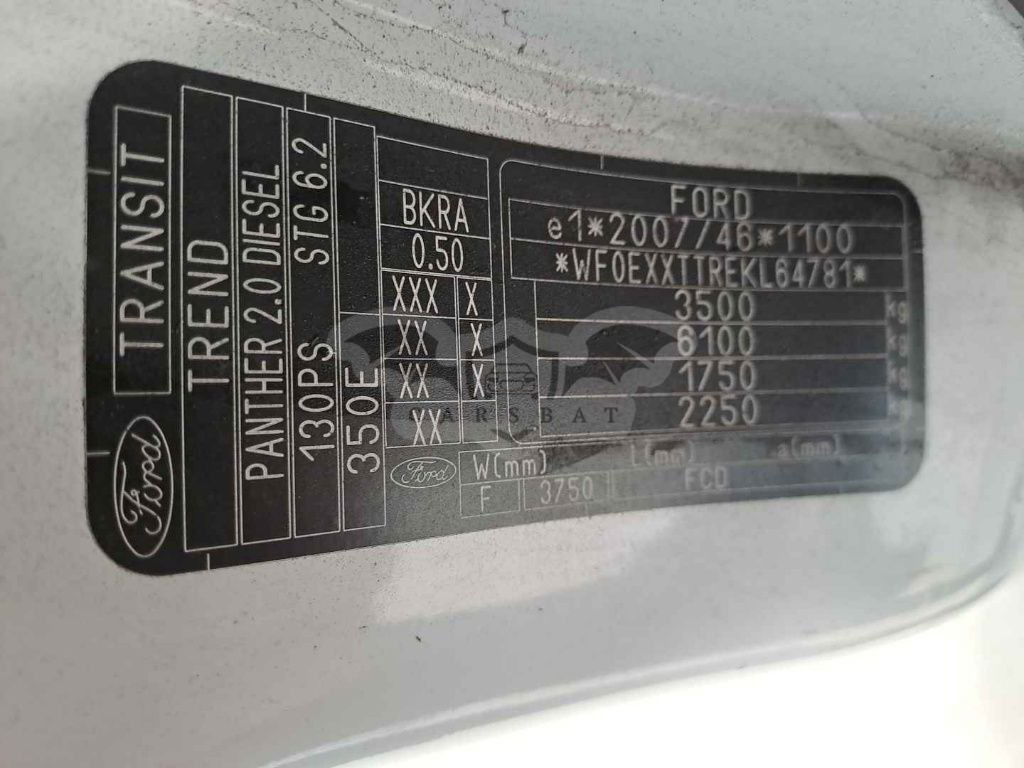 Ford
TRANSIT
TREND
PANTHER 2.0 DIESEL
130PS STG 6.2
350E
BKRA
0.50
XXX X
XX X
XX X
XX
FORD
e1*2007/46*1100
*WF0EXXTTREKL64781*
3500 kg
6100 kg
1750 kg
2250
CARSBAT
Ford
W(mm) l(mm) a(mm)
F 3750 FCD